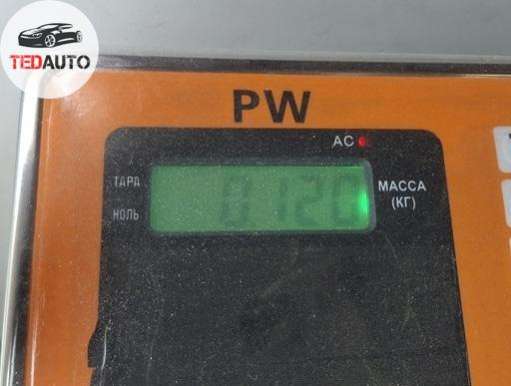 TEDAUTO
PW
AC
ТАРА
НОЛЬ
0.120
МАССА
(КГ)